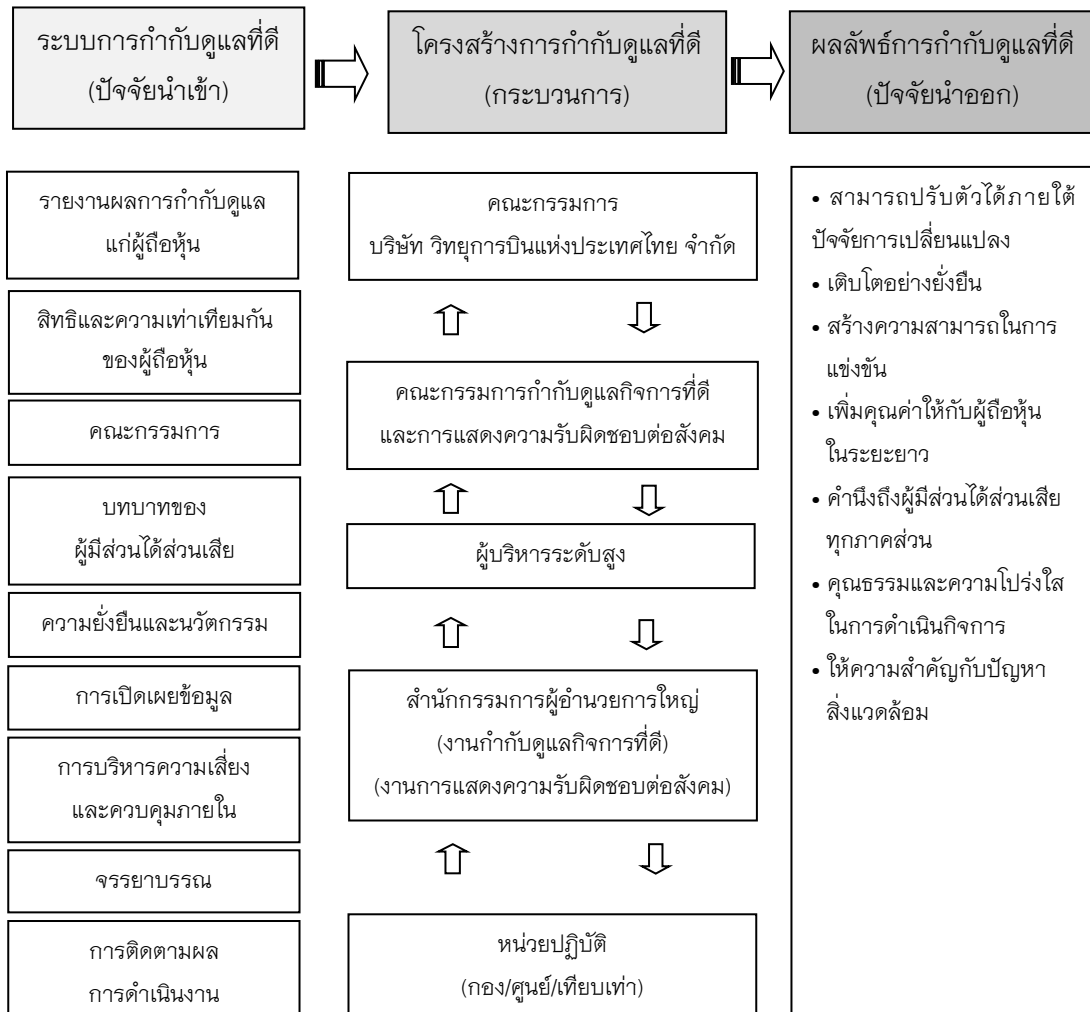 ระบบการกำกับดูแลที่ดี
(ปัจจัยนำเข้า)
โครงสร้างการกำกับดูแลที่ดี
(กระบวนการ)
ผลลัพธ์การกำกับดูแลที่ดี
(ปัจจัยนำออก)
รายงานผลการกำกับดูแล
แก่ผู้ถือหุ้น
สิทธิและความเท่าเทียมกัน
ของผู้ถือหุ้น
คณะกรรมการ
บทบาทของ
ผู้มีส่วนได้ส่วนเสีย
ความยั่งยืนและนวัตกรรม
การเปิดเผยข้อมูล
การบริหารความเสี่ยง
และควบคุมภายใน
จรรยาบรรณ
การติดตามผล
การดำเนินงาน
คณะกรรมการ
บริษัท วิทยุการบินแห่งประเทศไทย จำกัด
คณะกรรมการกำกับดูแลกิจการที่ดี
และการแสดงความรับผิดชอบต่อสังคม
ผู้บริหารระดับสูง
สำนักกรรมการผู้อำนวยการใหญ่
(งานกำกับดูแลกิจการที่ดี)
(งานการแสดงความรับผิดชอบต่อสังคม)
หน่วยปฏิบัติ
(กอง/ศูนย์/เทียบเท่า)
• สามารถปรับตัวได้ภายใต้
ปัจจัยการเปลี่ยนแปลง
• เติบโตอย่างยั่งยืน
• สร้างความสามารถในการ
แข่งขัน
• เพิ่มคุณค่าให้กับผู้ถือหุ้น
ในระยะยาว
• คำนึงถึงผู้มีส่วนได้ส่วนเสีย
ทุกภาคส่วน
• คุณธรรมและความโปร่งใส
ในการดำเนินกิจการ
• ให้ความสำคัญกับปัญหา
สิ่งแวดล้อม